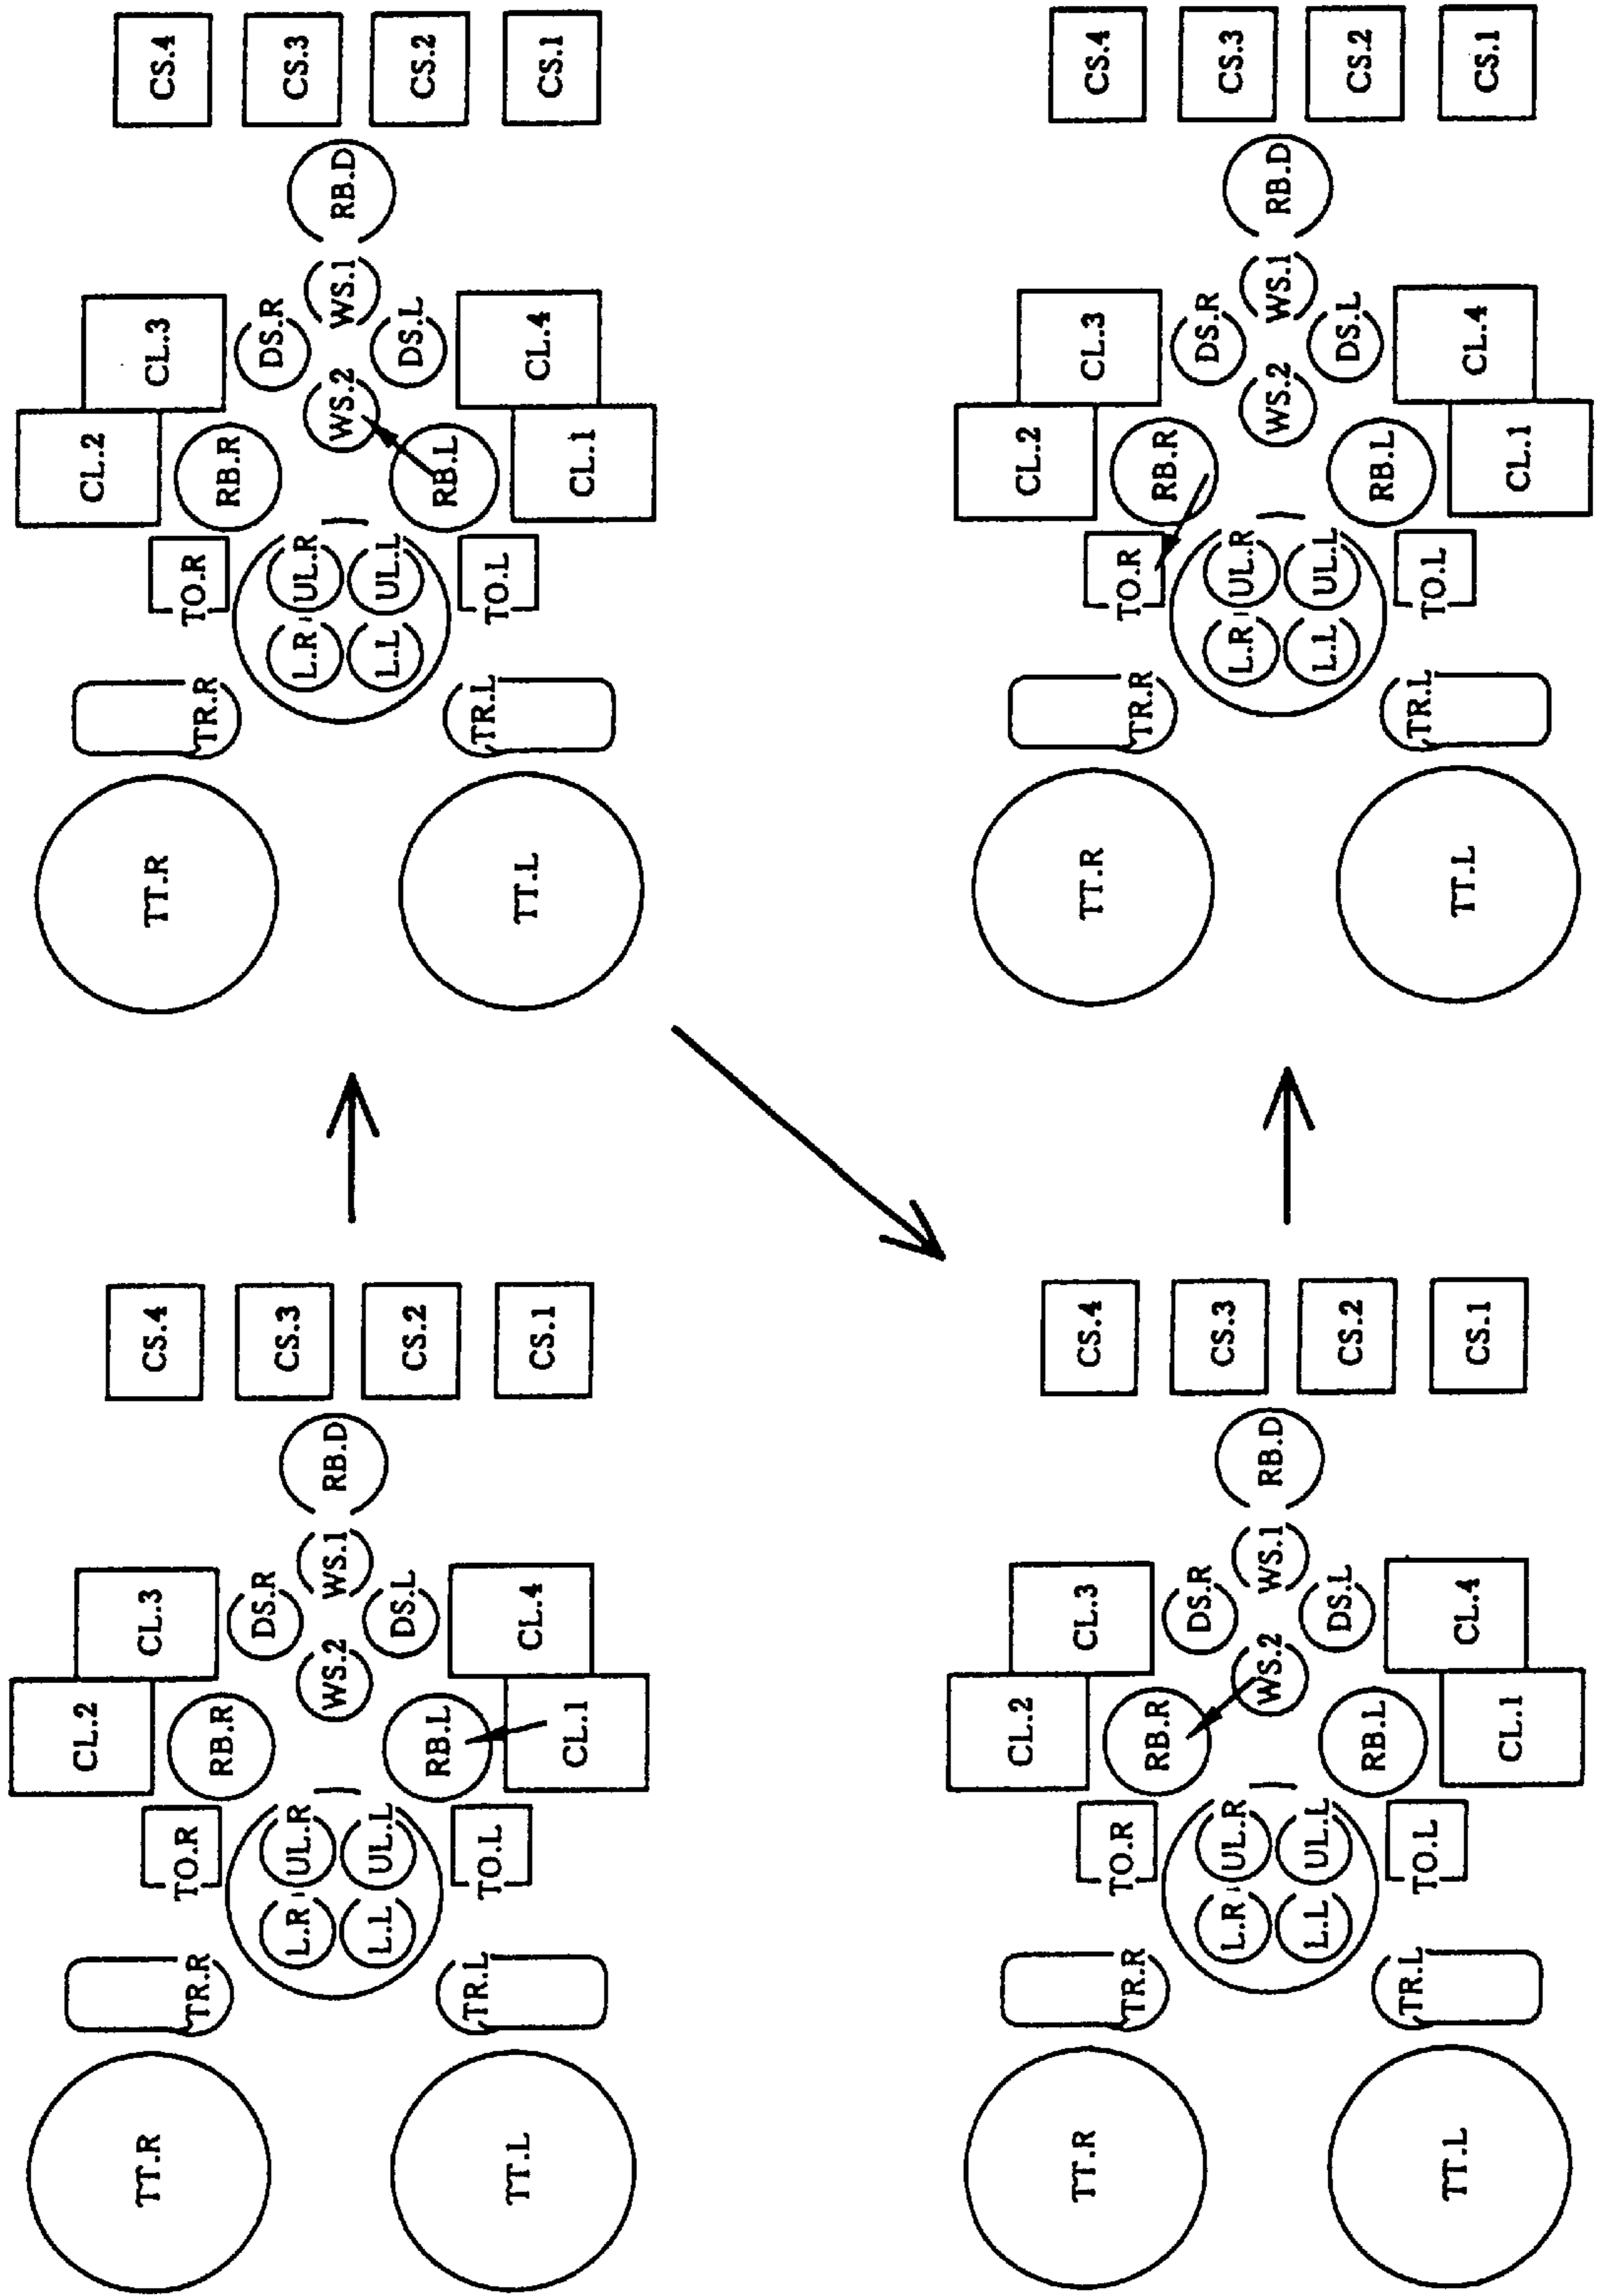 CL.2
TT.R
CL.3
CS.4
TR.R
TO.R
RB.R
DS.R
CS.3
L.R
UL.R
WS.2
WS.1
RB.D
L.L
UL.L
DS.L
CS.2
RB.L
TR.L
TO.L
TT.L
CL.4
CS.1
CL.1
CL.2
TT.R
CL.3
CS.4
TR.R
TO.R
RB.R
DS.R
CS.3
L.R
UL.R
WS.2
WS.1
RB.D
L.L
UL.L
DS.L
CS.2
RB.L
TR.L
TO.L
TT.L
CL.4
CS.1
CL.1
CL.2
TT.R
CL.3
CS.4
TR.R
TO.R
RB.R
DS.R
CS.3
L.R
UL.R
WS.2
WS.1
RB.D
L.L
UL.L
DS.L
CS.2
RB.L
TR.L
TO.L
TT.L
CL.4
CS.1
CL.1
CL.2
TT.R
CL.3
CS.4
TR.R
TO.R
RB.R
DS.R
CS.3
L.R
UL.R
WS.2
WS.1
RB.D
L.L
UL.L
DS.L
CS.2
RB.L
TR.L
TO.L
TT.L
CL.4
CS.1
CL.1